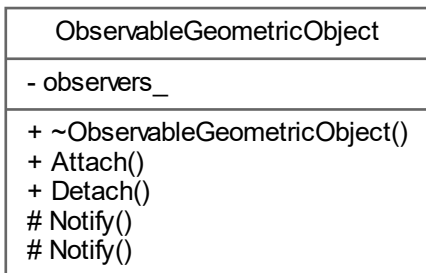 ObservableGeometricObject
- observers_
+ ~ObservableGeometricObject()
+ Attach()
+ Detach()
# Notify()
# Notify()